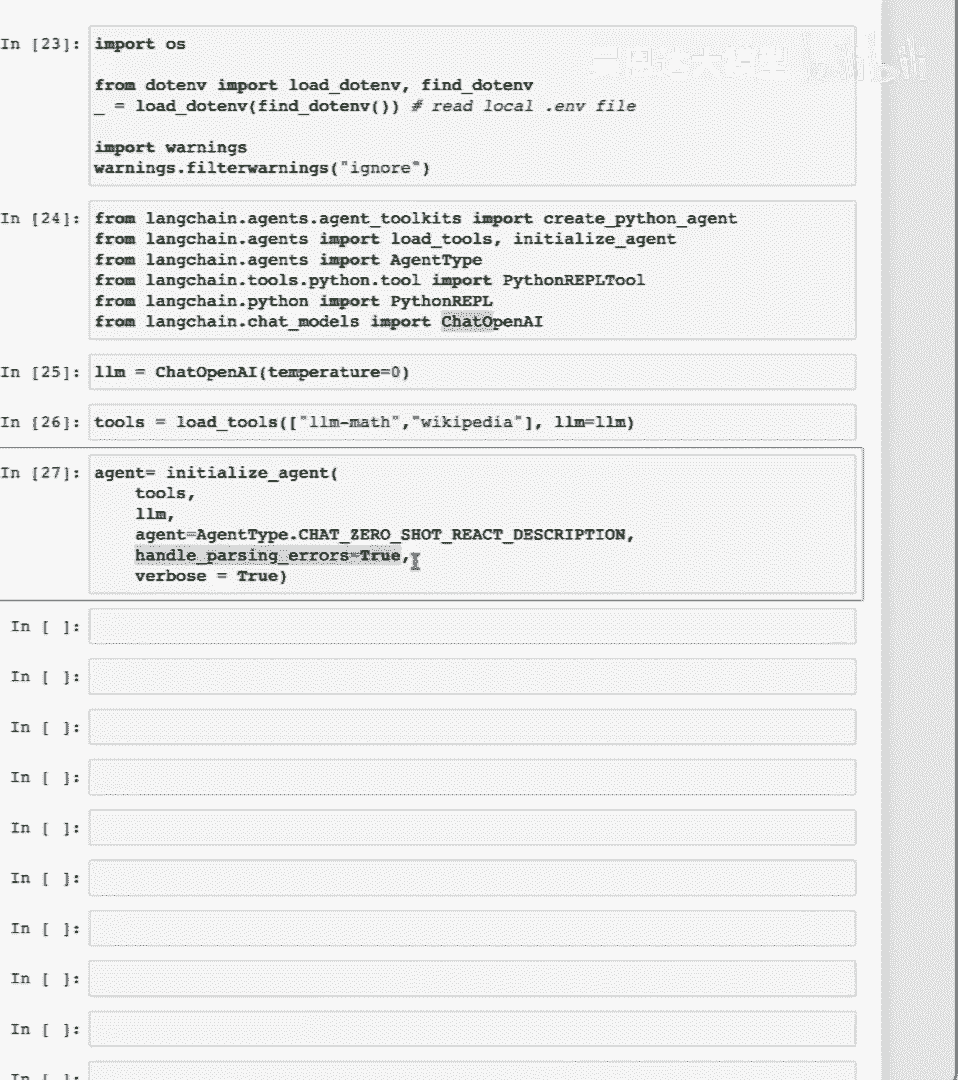 In [23]: import os
from dotenv import load_dotenv, find_dotenv
_ = load_dotenv(find_dotenv()) # read local .env file
import warnings
warnings.filterwarnings("ignore")
In [24]: from langchain.agents.agent_toolkits import create_python_agent
from langchain.agents import load_tools, initialize_agent
from langchain.agents import AgentType
from langchain.tools.python.tool import PythonREPLTool
from langchain.python import PythonREPL
from langchain.chat_models import ChatOpenAI
In [25]: llm = ChatOpenAI(temperature=0)
In [26]: tools = load_tools(["llm-math","wikipedia"], llm=llm)
In [27]: agent= initialize_agent(
tools,
llm,
agent=AgentType.CHAT_ZERO_SHOT_REACT_DESCRIPTION,
handle_parsing_errors=True,
verbose = True)
In [ ]:
In [ ]:
In [ ]:
In [ ]:
In [ ]:
In [ ]:
In [ ]:
In [ ]:
In [ ]:
In [ ]: